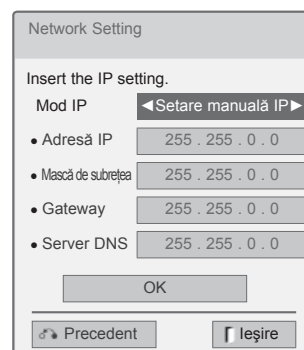 Network Setting
Insert the IP setting.
Mod IP ◄Setare manuală IP►
• Adresă IP 255 . 255 . 0 . 0
• Mască de subreţea 255 . 255 . 0 . 0
• Gateway 255 . 255 . 0 . 0
• Server DNS 255 . 255 . 0 . 0
OK
Precedent Ieşire